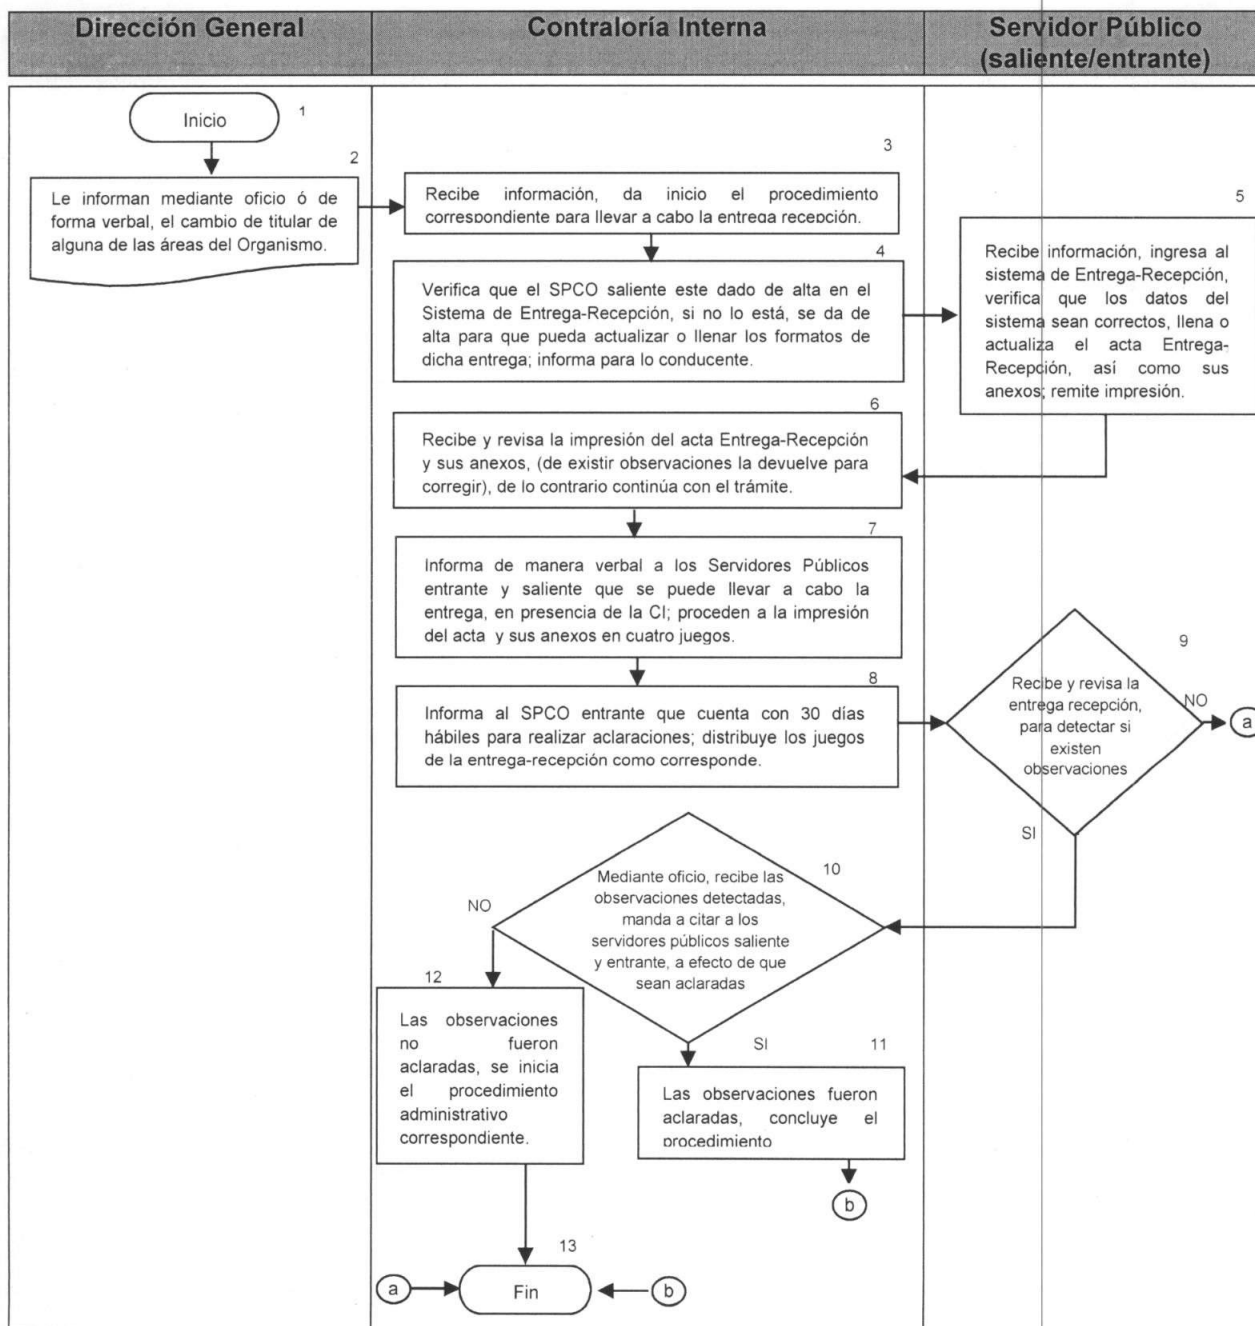 Dirección General
Contraloría Interna
Servidor Público
(saliente/entrante)
Inicio
1
2
Le informan mediante oficio ó de
forma verbal, el cambio de titular de
alguna de las áreas del Organismo.
3
Recibe información, da inicio el procedimiento
correspondiente para llevar a cabo la entrega recepción.
4
Verifica que el SPCO saliente este dado de alta en el
Sistema de Entrega-Recepción, si no lo está, se da de
alta para que pueda actualizar o llenar los formatos de
dicha entrega; informa para lo conducente.
5
Recibe información, ingresa al
sistema de Entrega-Recepción,
verifica que los datos del
sistema sean correctos, llena o
actualiza el acta Entrega-
Recepción, así como sus
anexos; remite impresión.
6
Recibe y revisa la impresión del acta Entrega-Recepción
y sus anexos, (de existir observaciones la devuelve para
corregir), de lo contrario continúa con el trámite.
7
Informa de manera verbal a los Servidores Públicos
entrante y saliente que se puede llevar a cabo la
entrega, en presencia de la CI; proceden a la impresión
del acta y sus anexos en cuatro juegos.
8
Informa al SPCO entrante que cuenta con 30 días
hábiles para realizar aclaraciones; distribuye los juegos
de la entrega-recepción como corresponde.
9
Recibe y revisa la
entrega recepción,
para detectar si
existen
observaciones
NO
a
SI
10
Mediante oficio, recibe las
observaciones detectadas,
manda a citar a los
servidores públicos saliente
y entrante, a efecto de que
sean aclaradas
NO
12
Las observaciones
no fueron
aclaradas, se inicia
el procedimiento
administrativo
correspondiente.
SI
11
Las observaciones fueron
aclaradas, concluye el
procedimiento
b
13
a
Fin
b